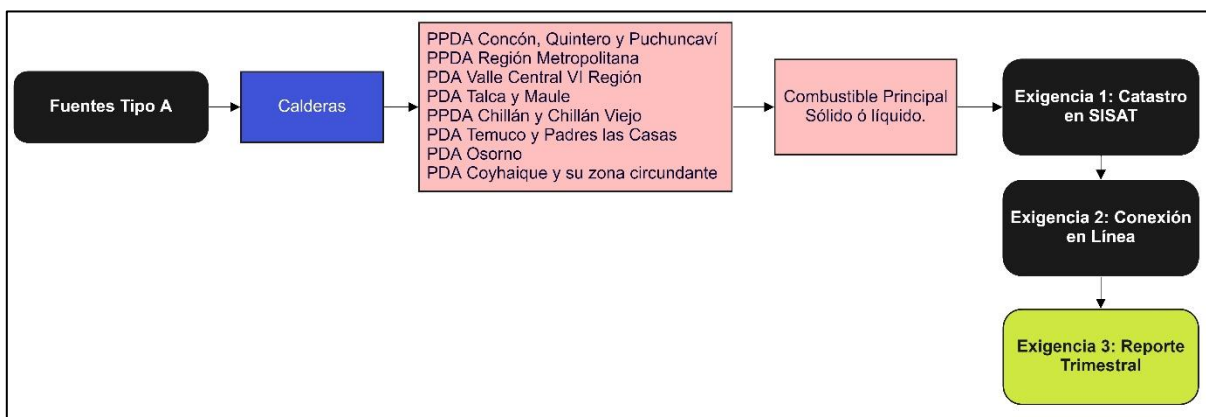 Fuentes Tipo A
Calderas
PPDA Concón, Quintero y Puchuncaví
PPDA Región Metropolitana
PDA Valle Central VI Región
PDA Talca y Maule
PPDA Chillán y Chillán Viejo
PDA Temuco y Padres las Casas
PDA Osorno
PDA Coyhaique y su zona circundante
Combustible Principal
Sólido ó líquido.
Exigencia 1: Catastro
en SISAT
Exigencia 2: Conexión
en Línea
Exigencia 3: Reporte
Trimestral